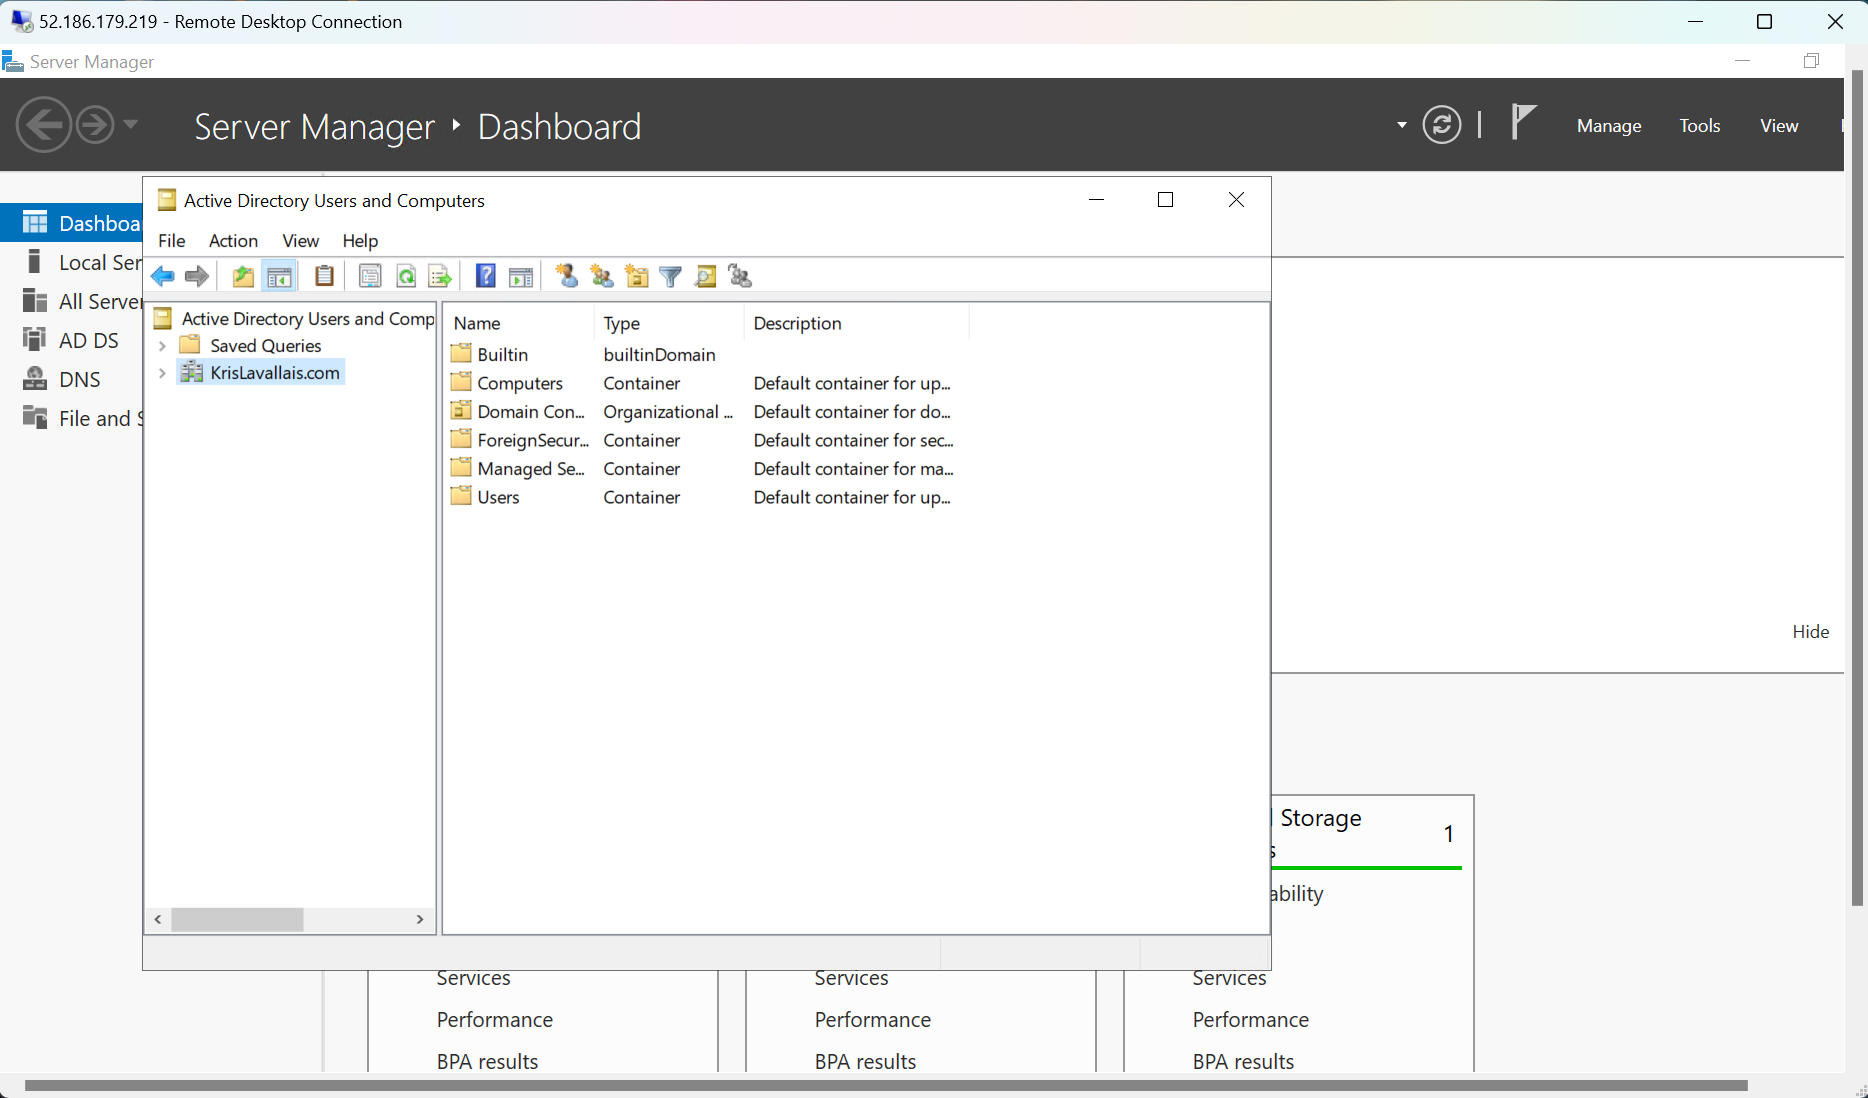 52.186.179.219 - Remote Desktop Connection
Server Manager
Server Manager Dashboard
Manage Tools View
Active Directory Users and Computers
File Action View Help
Dashboa
Local Ser
All Server
AD DS
DNS
File and S
Active Directory Users and Comp
Saved Queries
KrisLavallais.com
Name Type Description
Builtin builtinDomain
Computers Container Default container for up...
Domain Con... Organizational ... Default container for do...
ForeignSecur... Container Default container for sec...
Managed Se... Container Default container for ma...
Users Container Default container for up...
Hide
Storage
1
s
ability
Services Services Services
Performance Performance Performance
BPA results BPA results BPA results